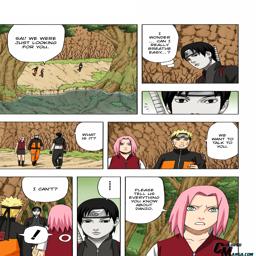 SAI! WE WERE
JUST LOOKING
FOR YOU.
WONDER
CAN I
REALLY
BREATHE
EASY...?
WHAT
IS IT?
WE
WANT TO
TALK TO
YOU.
I CAN'T?
!
PLEASE
TELL US
EVERYTHING
YOU KNOW
ABOUT
DANZO.